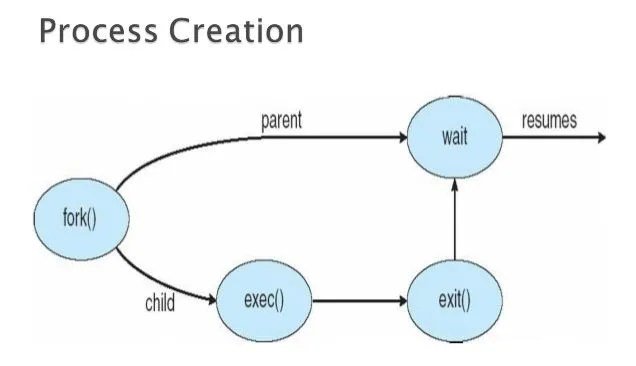 Process Creation
parent
resumes
wait
fork()
child
exec()
exit()